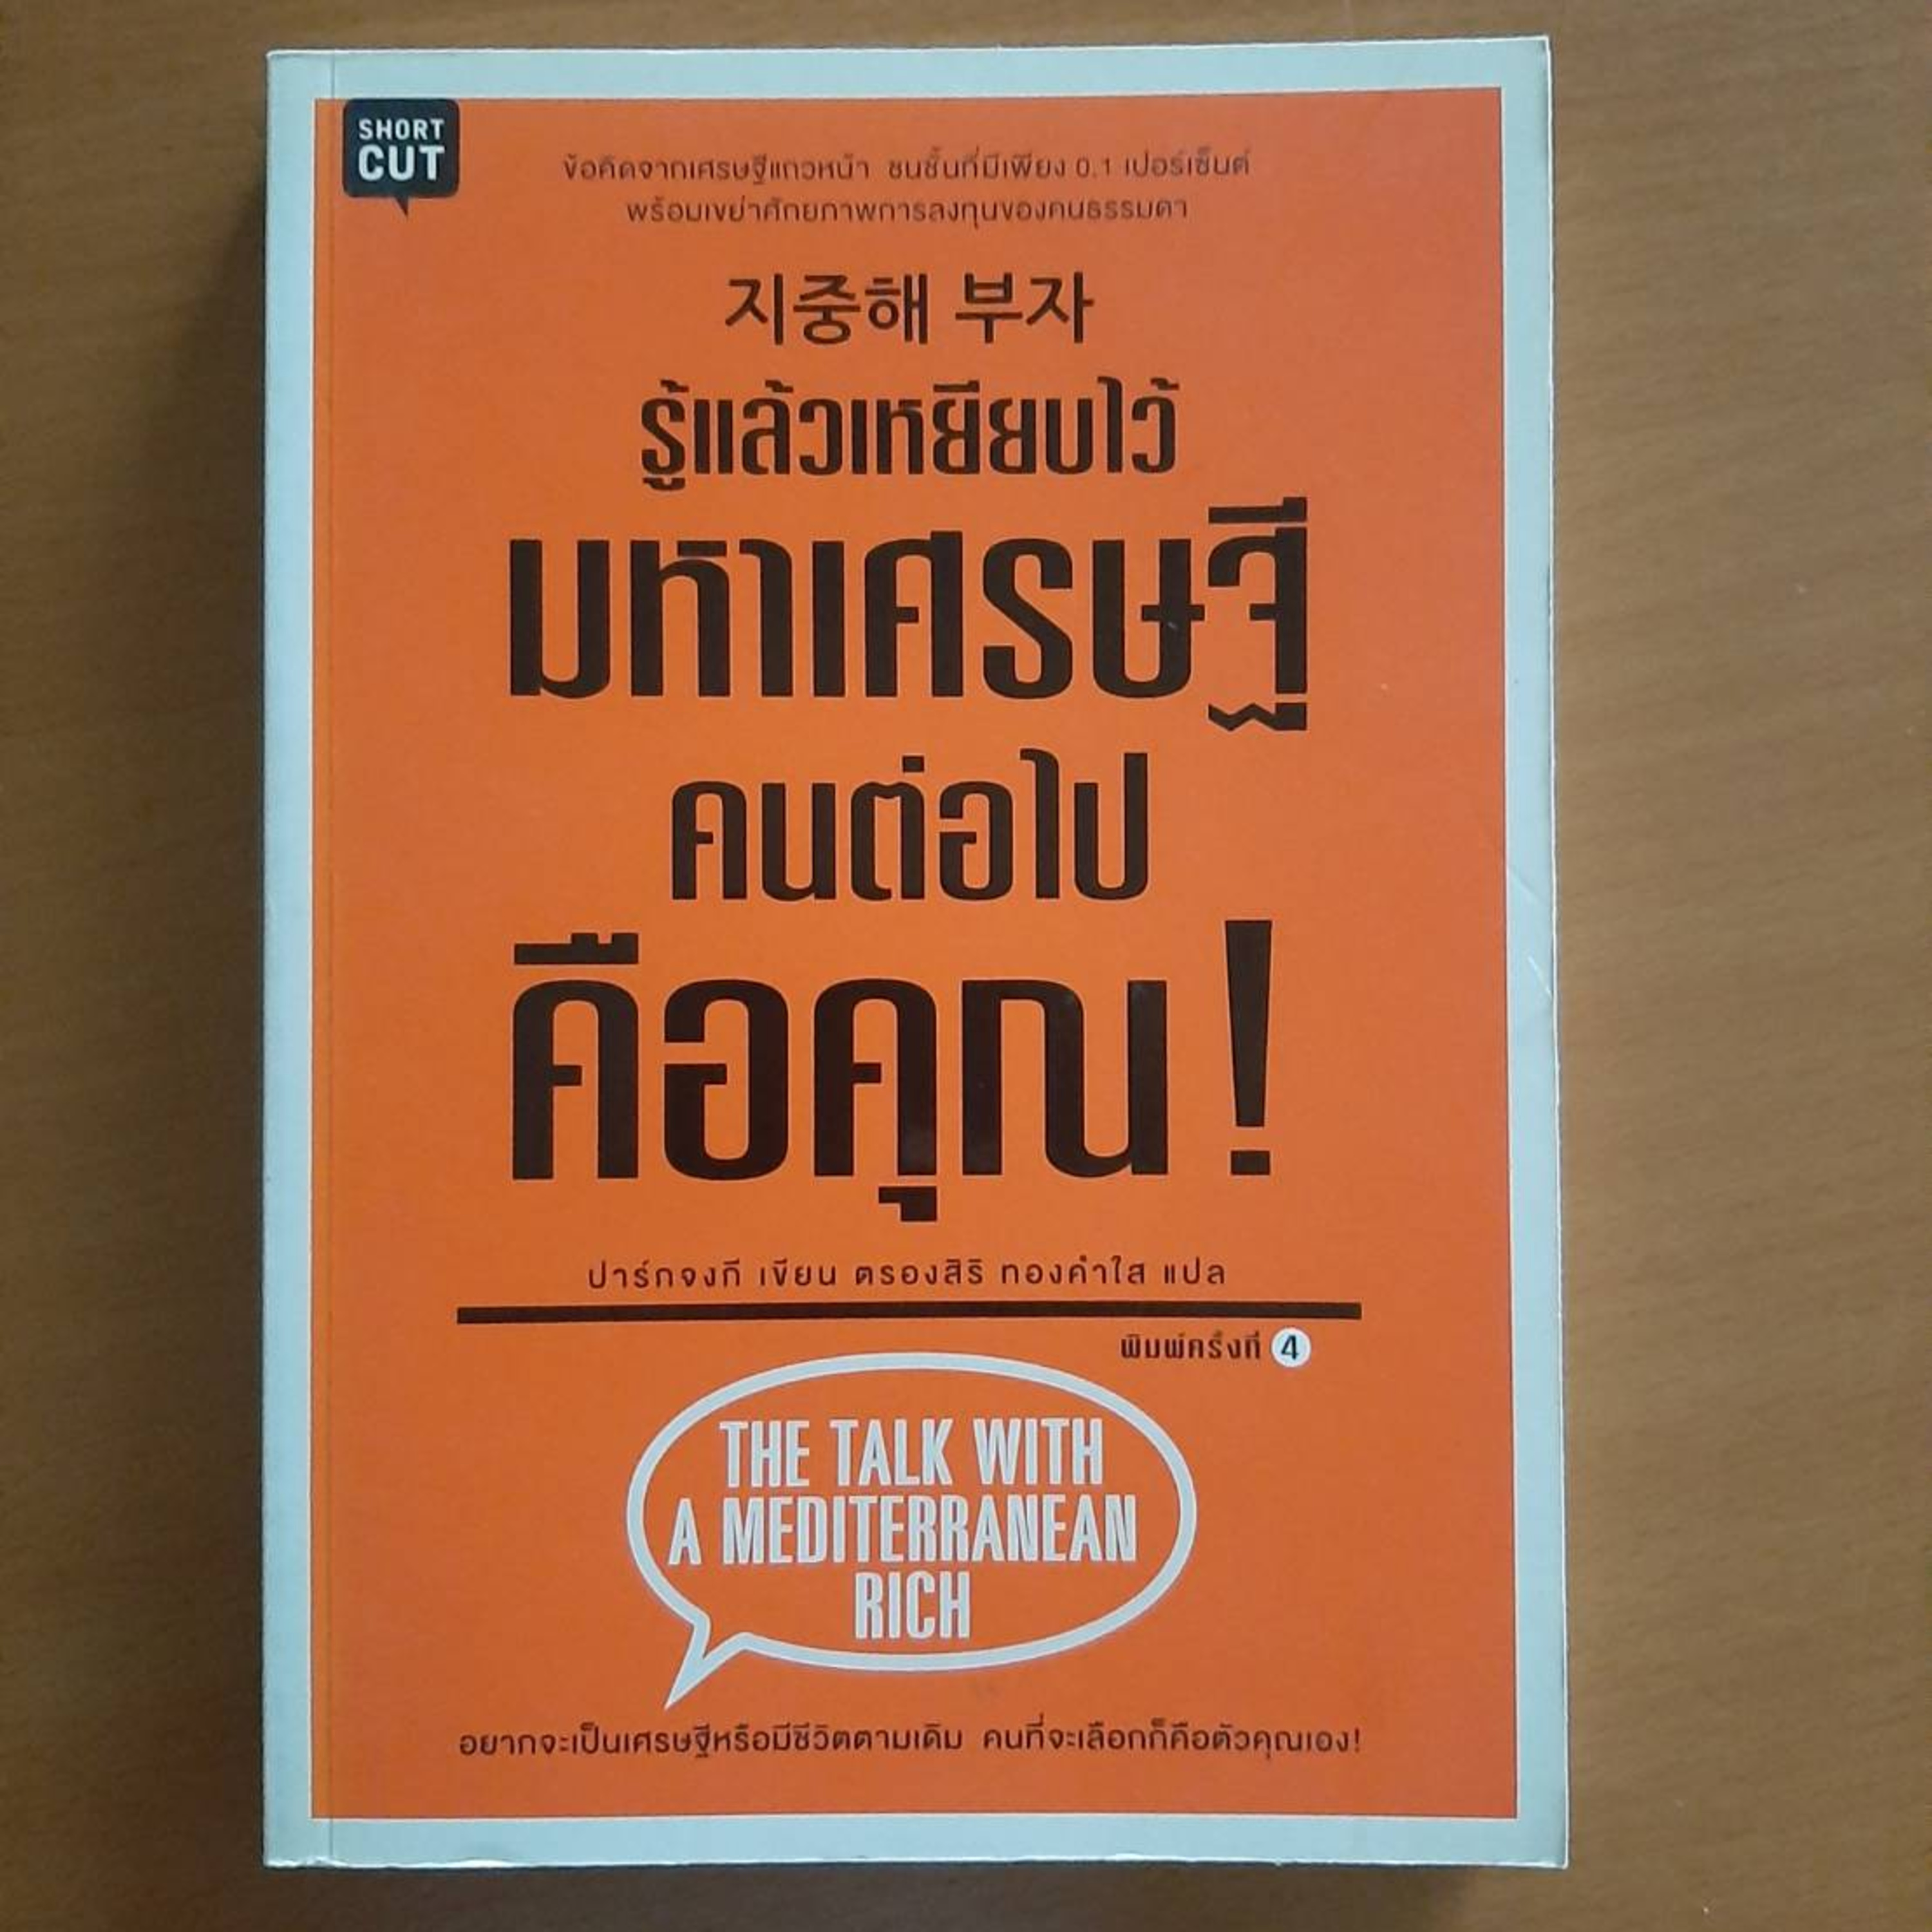 SHORT
CUT
ข้อคิดจากเศรษฐีแถวหน้า ชนชั้นที่มีเพียง 0.1 เปอร์เซ็นต์
พร้อมเขย่าศักยภาพการลงทุนของคนธรรมดา
지중해 부자
รู้แล้วเหยียบไว้
มหาเศรษฐี
คนต่อไป
คือคุณ!
ปาร์กจงกี เขียน ตรองสิริ ทองคำใส แปล
พิมพ์ครั้งที่ 4
THE TALK WITH
A MEDITERRANEAN
RICH
อยากจะเป็นเศรษฐีหรือมีชีวิตตามเดิม คนที่จะเลือกก็คือตัวคุณเอง!